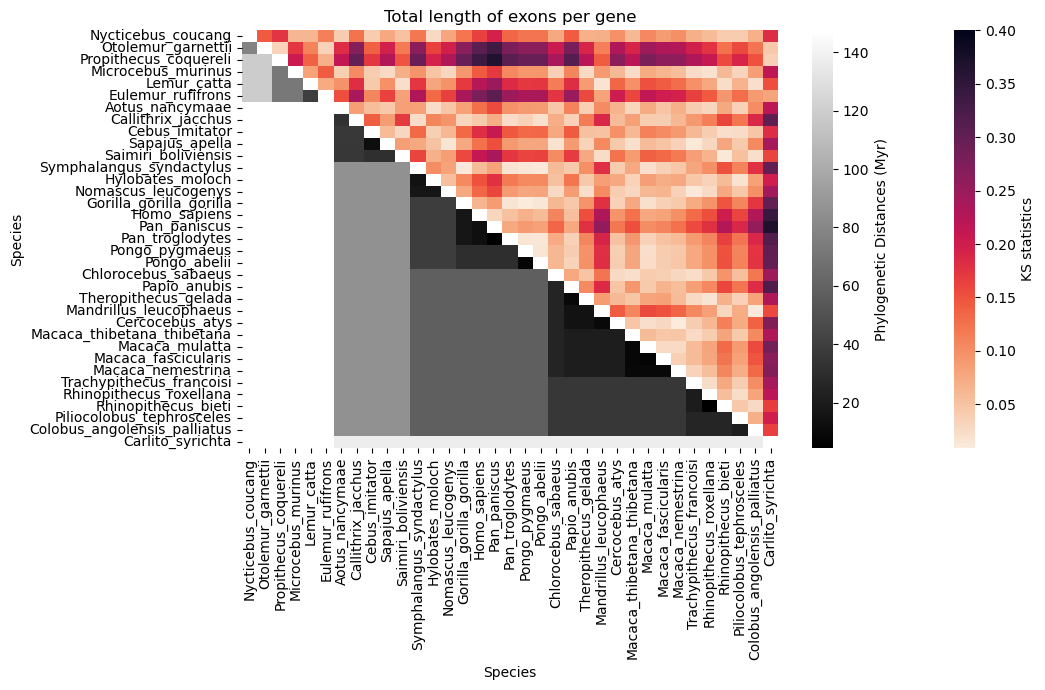 Total length of exons per gene
Species
Nycticebus_coucang
Otolemur_garnettii
Propithecus_coquereli
Microcebus_murinus
Lemur_catta
Eulemur_rufifrons
Aotus_nancymaae
Callithrix_jacchus
Cebus_imitator
Sapajus_apella
Saimiri_boliviensis
Symphalangus_syndactylus
Hylobates_moloch
Nomascus_leucogenys
Gorilla_gorilla_gorilla
Homo_sapiens
Pan_paniscus
Pan_troglodytes
Pongo_pygmaeus
Pongo_abelii
Chlorocebus_sabaeus
Papio_anubis
Theropithecus_gelada
Mandrillus_leucophaeus
Cercocebus_atys
Macaca_thibetana_thibetana
Macaca_mulatta
Macaca_fascicularis
Macaca_nemestrina
Trachypithecus_francoisi
Rhinopithecus_roxellana
Rhinopithecus_bieti
Piliocolobus_tephrosceles
Colobus_angolensis_palliatus
Carlito_syrichta
Nycticebus_coucang
Otolemur_garnettii
Propithecus_coquereli
Microcebus_murinus
Lemur_catta
Eulemur_rufifrons
Aotus_nancymaae
Callithrix_jacchus
Cebus_imitator
Sapajus_apella
Saimiri_boliviensis
Symphalangus_syndactylus
Hylobates_moloch
Nomascus_leucogenys
Gorilla_gorilla_gorilla
Homo_sapiens
Pan_paniscus
Pan_troglodytes
Pongo_pygmaeus
Pongo_abelii
Chlorocebus_sabaeus
Papio_anubis
Theropithecus_gelada
Mandrillus_leucophaeus
Cercocebus_atys
Macaca_thibetana_thibetana
Macaca_mulatta
Macaca_fascicularis
Macaca_nemestrina
Trachypithecus_francoisi
Rhinopithecus_roxellana
Rhinopithecus_bieti
Piliocolobus_tephrosceles
Colobus_angolensis_palliatus
Carlito_syrichta
Species
140
120
100
80
60
40
20
Phylogenetic Distances (Myr)
0.40
0.35
0.30
0.25
0.20
0.15
0.10
0.05
KS statistics